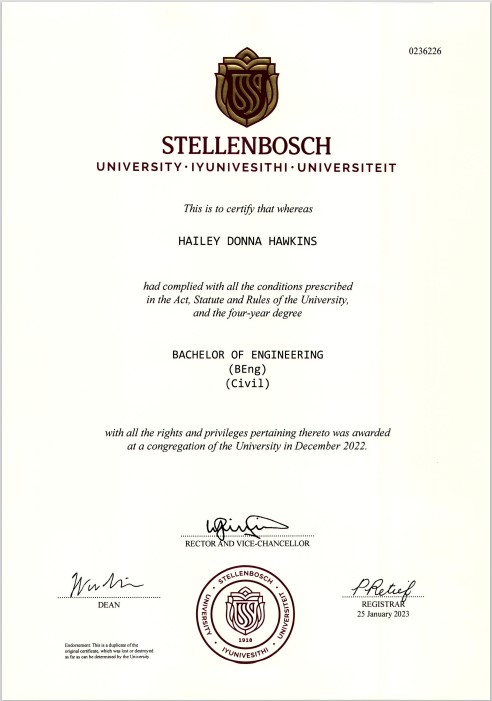 0236226
STELLENBOSCH
UNIVERSITY·IYUNIVESITHI·UNIVERSITEIT
This is to certify that whereas
HAILEY DONNA HAWKINS
had complied with all the conditions prescribed
in the Act, Statute and Rules of the University,
and the four-year degree
BACHELOR OF ENGINEERING
(BEng)
(Civil)
with all the rights and privileges pertaining thereto was awarded
at a congregation of the University in December 2022.
RECTOR AND VICE-CHANCELLOR
DEAN
STELLENBOSCH
UNIVERSITY
UNIVERSITEIT
1918
IYUNIVESITHI
P.Retief
REGISTRAR
25 January 2023
Endorsement: This is a duplicate of the
original certificate, which was lost or destroyed
as far as can be determined by the University.